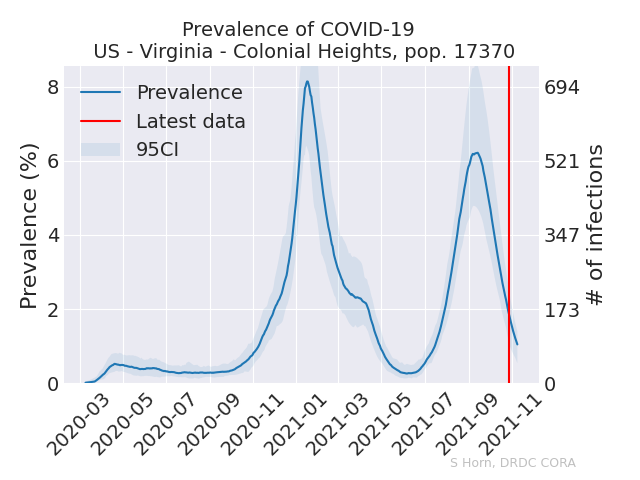 Prevalence of COVID-19
US - Virginia - Colonial Heights, pop. 17370
Prevalence
Latest data
95CI
Prevalence (%)
8
6
4
2
0
694
521
347
173
0
# of infections
2020-03
2020-05
2020-07
2020-09
2020-11
2021-01
2021-03
2021-05
2021-07
2021-09
2021-11
S Horn, DRDC CORA